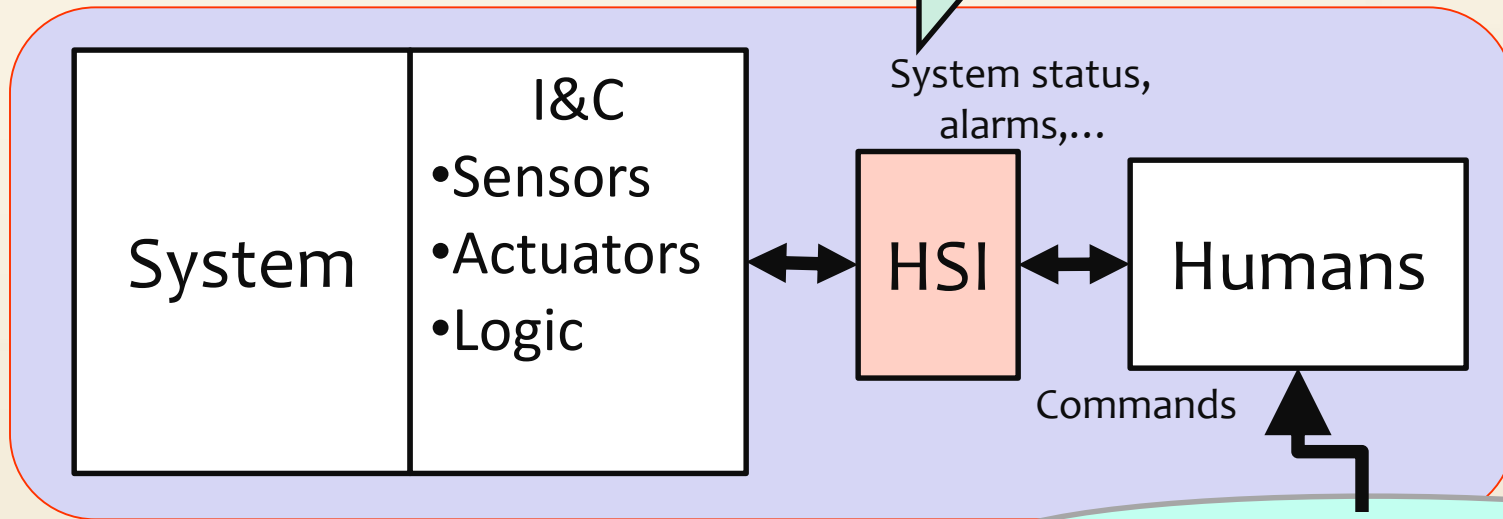 System
I&C
•Sensors
•Actuators
•Logic
System status,
alarms,...
HSI
Humans
Commands